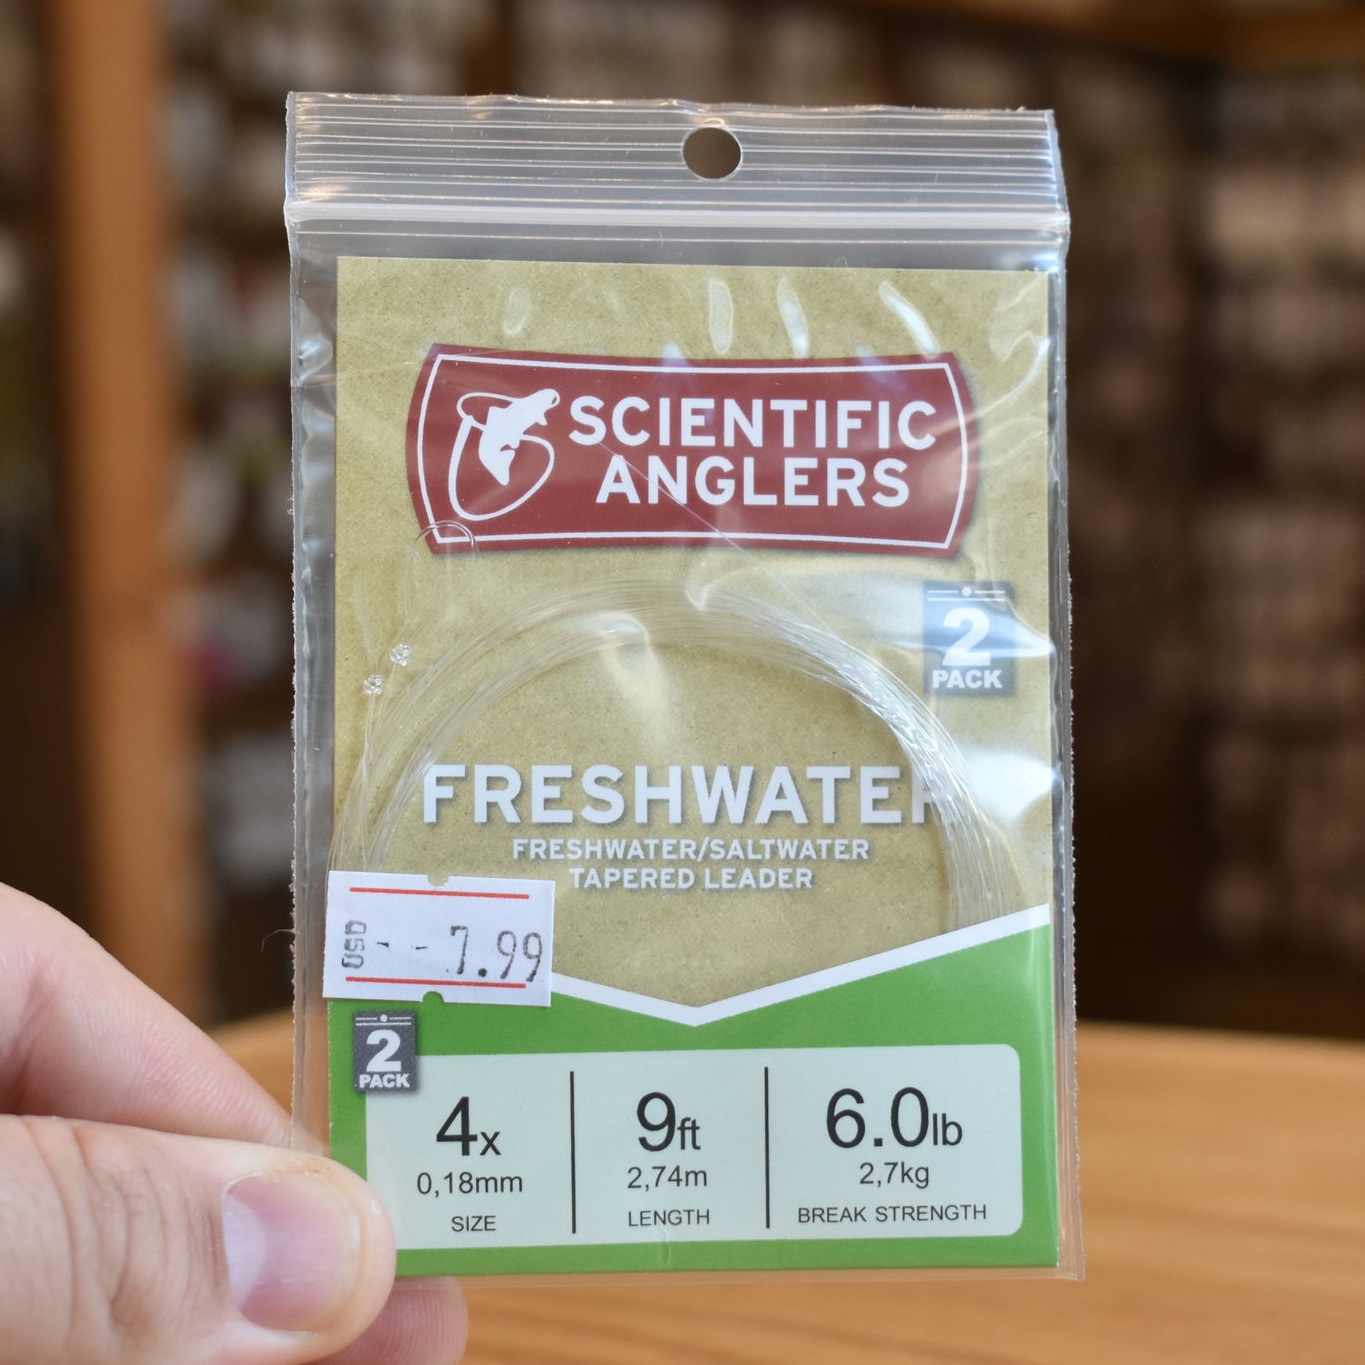 SCIENTIFIC
ANGLERS
2
PACK
FRESHWATER
FRESHWATER/SALTWATER
TAPERED LEADER
- - 7.99
2
PACK
4x
0,18mm
SIZE
9ft
2,74m
LENGTH
6.0lb
2,7kg
BREAK STRENGTH